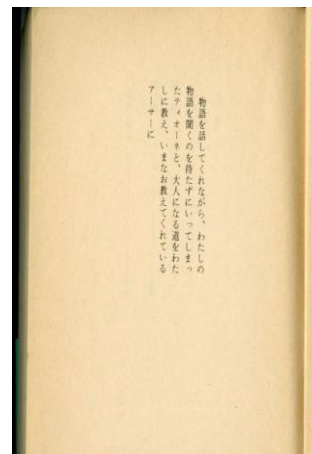 物語を話してくれながら、わたしの
物語を聞くのを待たずにいってしまっ
たティオーネと、大人になる道をわた
しに教え、いまなお教えてくれている
アーサーに